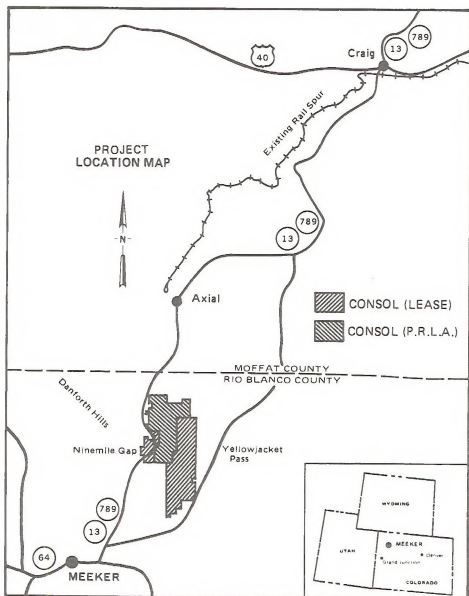 789
13
Craig
40
Existing Rail Spur
PROJECT
LOCATION MAP
N
789
13
CONSOL (LEASE)
CONSOL (P.R.L.A.)
Axial
MOFFAT COUNTY
RIO BLANCO COUNTY
Danforth Hills
Ninemile Gap
Yellowjacket
Pass
789
13
64
MEEKER
WYOMING
UTAH
MEEKER
Denver
Grand Junction
COLORADO